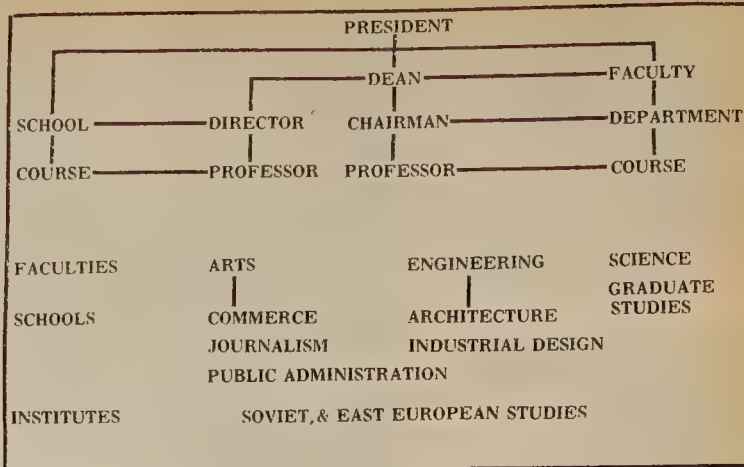 PRESIDENT
DEAN FACULTY
SCHOOL DIRECTOR CHAIRMAN DEPARTMENT
COURSE PROFESSOR PROFESSOR COURSE
FACULTIES ARTS ENGINEERING SCIENCE
GRADUATE
STUDIES
SCHOOLS COMMERCE ARCHITECTURE
JOURNALISM INDUSTRIAL DESIGN
PUBLIC ADMINISTRATION
INSTITUTES SOVIET, & EAST EUROPEAN STUDIES